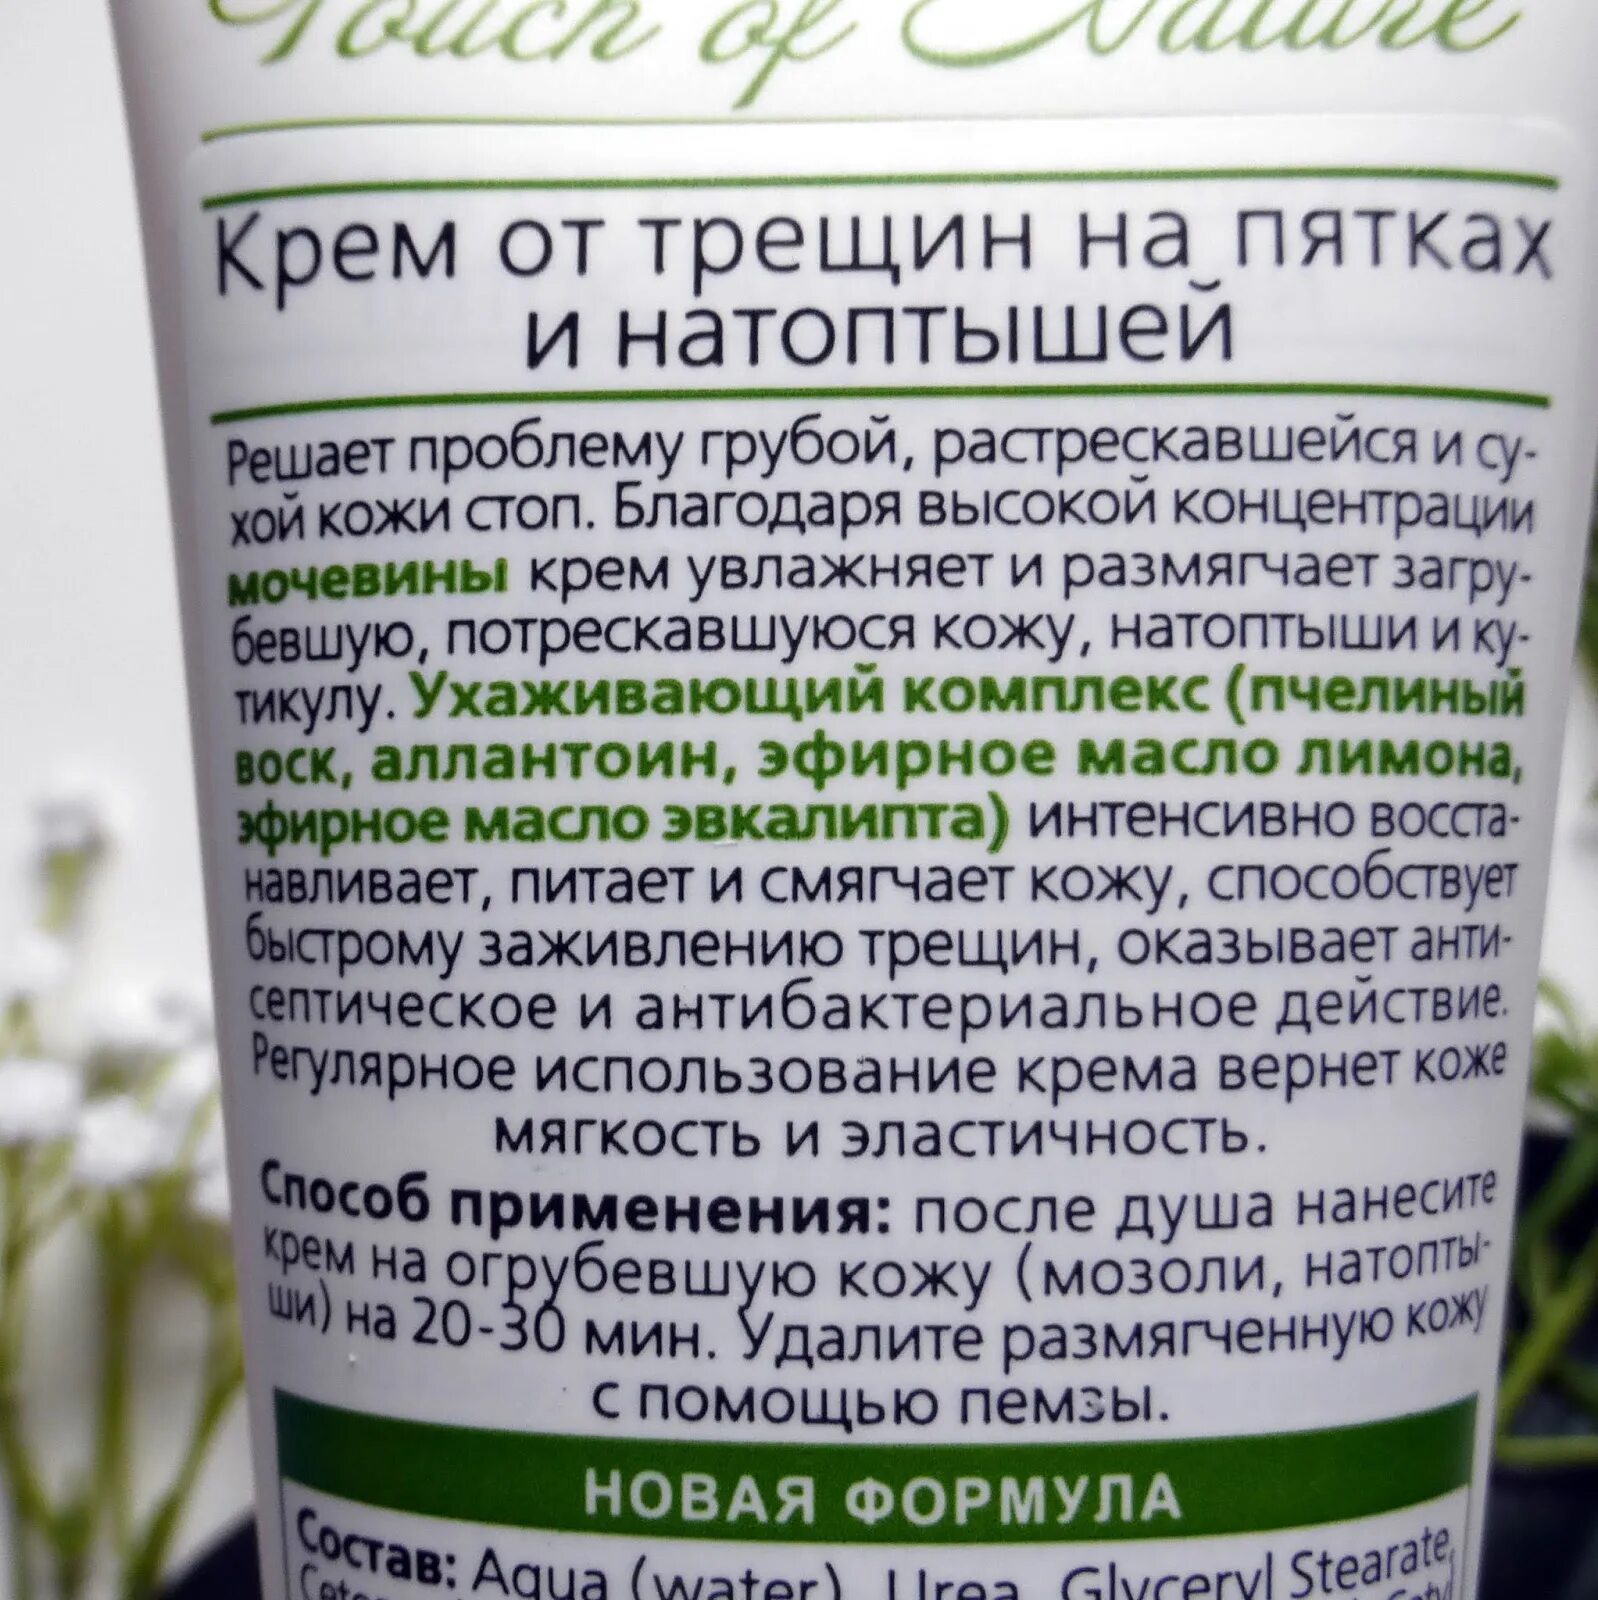 Touch of Nature
Крем от трещин на пятках
и натоптышей
Решает проблему грубой, растрескавшейся и су-
хой кожи стоп. Благодаря высокой концентрации
мочевины крем увлажняет и размягчает загру-
бевшую, потрескавшуюся кожу, натоптыши и ку-
тикулу. Ухаживающий комплекс (пчелиный
воск, аллантоин, эфирное масло лимона,
эфирное масло эвкалипта) интенсивно восста-
навливает, питает и смягчает кожу, способствует
быстрому заживлению трещин, оказывает анти-
септическое и антибактериальное действие.
Регулярное использование крема вернет коже
мягкость и эластичность.
Способ применения: после душа нанесите
крем на огрубевшую кожу (мозоли, натопты-
ши) на 20-30 мин. Удалите размягченную кожу
с помощью пемзы.
НОВАЯ ФОРМУЛА
Состав: Aqua (water), Urea, Glyceryl Stearate,